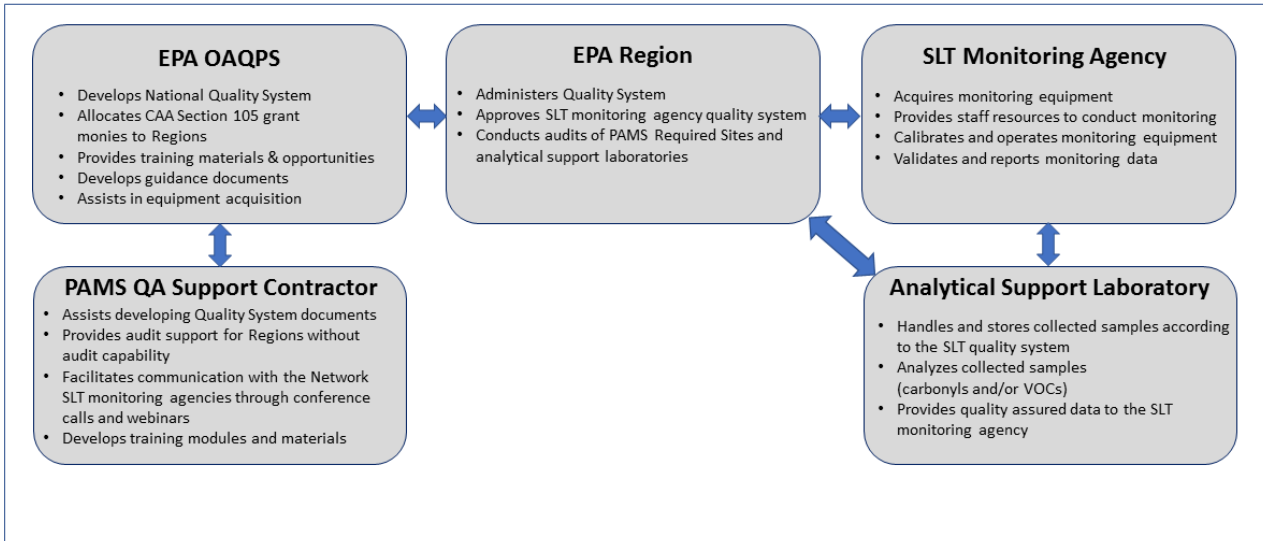 EPA OAQPS
• Develops National Quality System
• Allocates CAA Section 105 grant
monies to Regions
• Provides training materials & opportunities
• Develops guidance documents
• Assists in equipment acquisition
EPA Region
• Administers Quality System
• Approves SLT monitoring agency quality system
• Conducts audits of PAMS Required Sites and
analytical support laboratories
SLT Monitoring Agency
• Acquires monitoring equipment
• Provides staff resources to conduct monitoring
• Calibrates and operates monitoring equipment
• Validates and reports monitoring data
PAMS QA Support Contractor
• Assists developing Quality System documents
• Provides audit support for Regions without
audit capability
• Facilitates communication with the Network
SLT monitoring agencies through conference
calls and webinars
• Develops training modules and materials
Analytical Support Laboratory
• Handles and stores collected samples according
to the SLT quality system
• Analyzes collected samples
(carbonyls and/or VOCs)
• Provides quality assured data to the SLT
monitoring agency